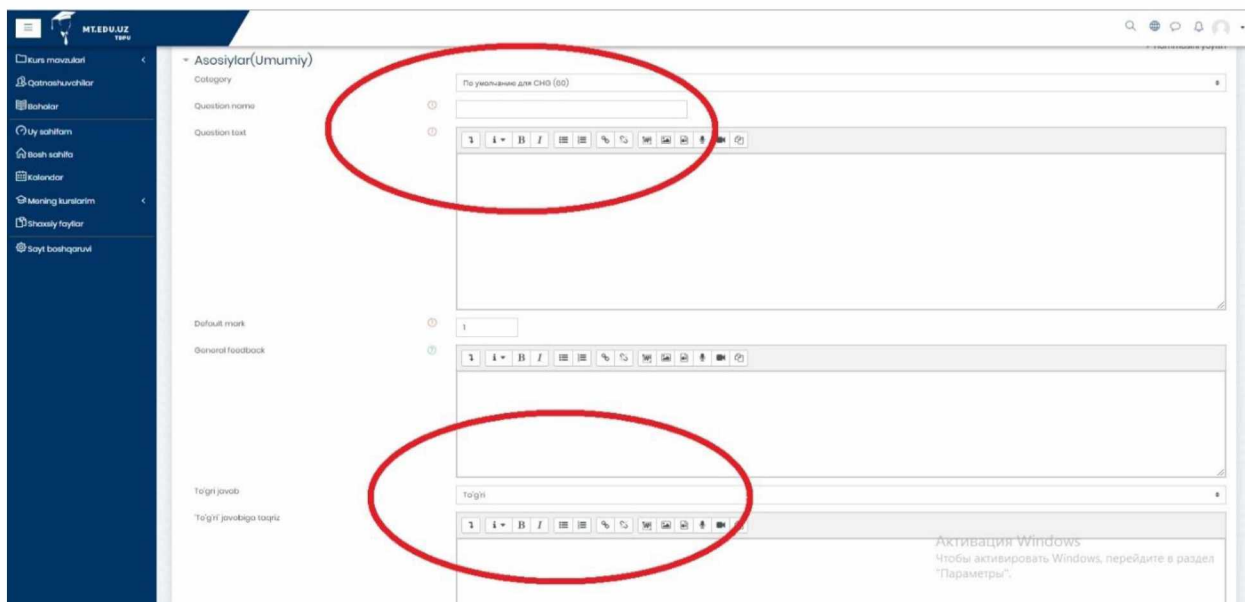 MT.EDU.UZ
TDPU
Kurs mavzulari
Qatnashuvchilar
Baholar
Uy sahifam
Bosh sahifa
Kalendar
Mening kurslarim
Shaxsiy fayllar
Sayt boshqaruvi
Asosiylar(Umumiy)
Category
По умолчанию для CHG (60)
Question name
Question text
Default mark
1
General feedback
To'gri javob
To'g'ri
'To'g'ri' javobiga taqriz
Активация Windows
Чтобы активировать Windows, перейдите в раздел
"Параметры".